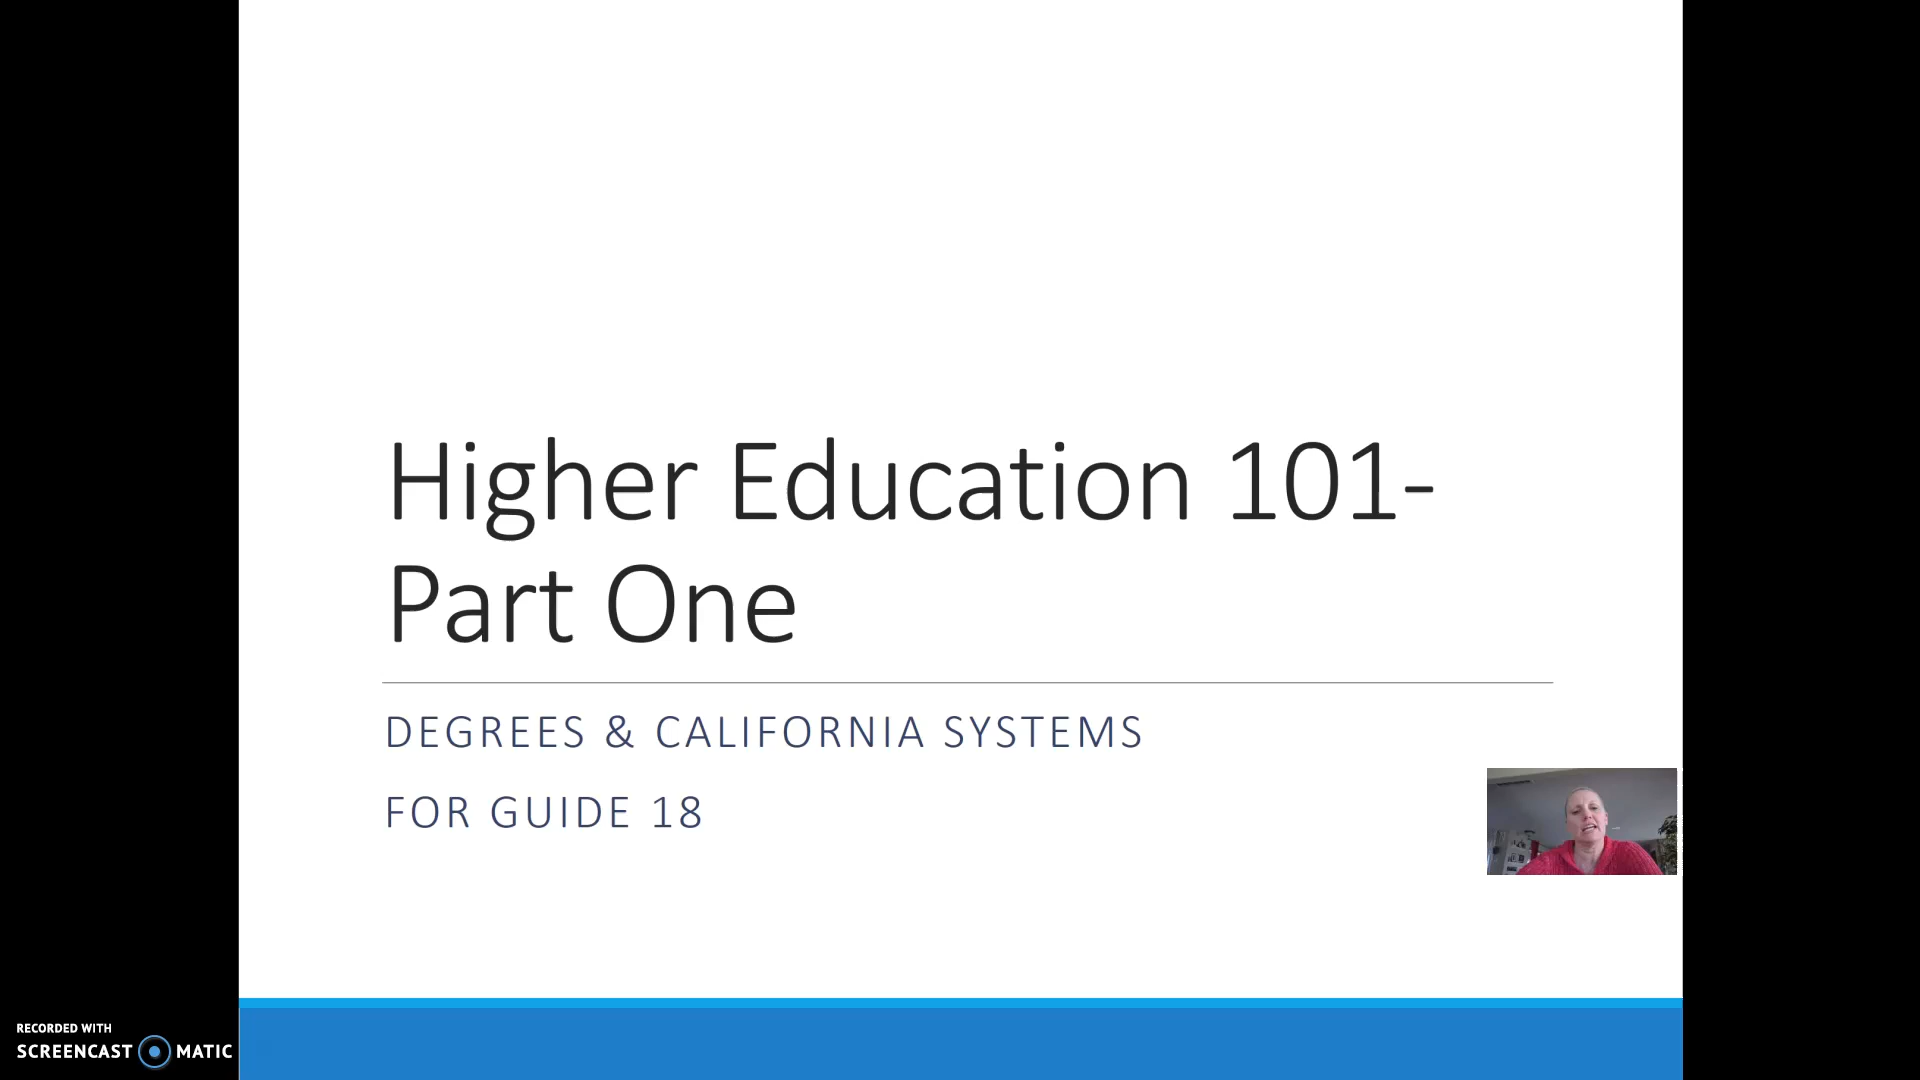 Higher Education 101-
Part One
DEGREES & CALIFORNIA SYSTEMS
FOR GUIDE 18
RECORDED WITH
SCREENCAST MATIC